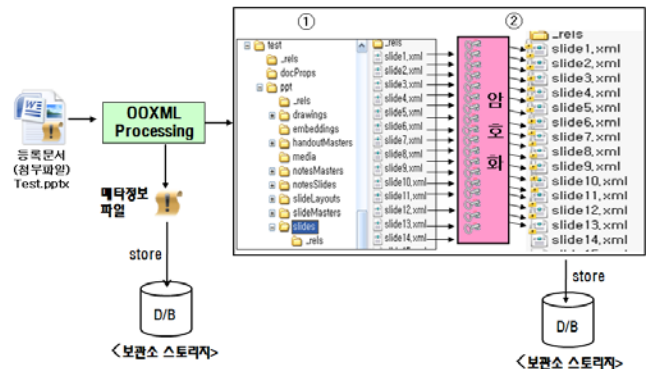 ①
②
test
_rels
docProps
ppt
_rels
drawings
embeddings
handoutMasters
media
notesMasters
notesSlides
slideLayouts
slideMasters
slides
_rels
_rels
slide1,xml
slide2,xml
slide3,xml
slide4,xml
slide5,xml
slide6,xml
slide7,xml
slide8,xml
slide9,xml
slide10,xml
slide11,xml
slide12,xml
slide13,xml
slide14,xml
암
호
화
_rels
slide1,xml
slide2,xml
slide3,xml
slide4,xml
slide5,xml
slide6,xml
slide7,xml
slide8,xml
slide9,xml
slide10,xml
slide11,xml
slide12,xml
slide13,xml
slide14,xml
OOXML
Processing
등록문서
(첨부파일)
Test.pptx
메타정보
파일
store
D/B
<보관소 스토리지>
store
D/B
<보관소 스토리지>